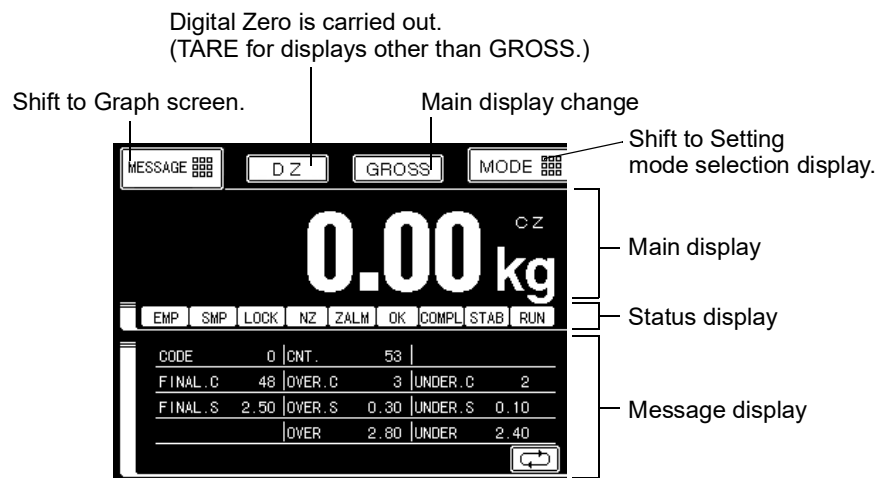 Digital Zero is carried out.
(TARE for displays other than GROSS.)
Shift to Graph screen.
Main display change
Shift to Setting
mode selection display.
MESSAGE
D Z
GROSS
MODE
CZ
0.00 kg
Main display
EMP SMP LOCK NZ ZALM OK COMPL STAB RUN
Status display
CODE 0 CNT. 53
FINAL.C 48 OVER.C 3 UNDER.C 2
FINAL.S 2.50 OVER.S 0.30 UNDER.S 0.10
Message display
OVER 2.80 UNDER 2.40